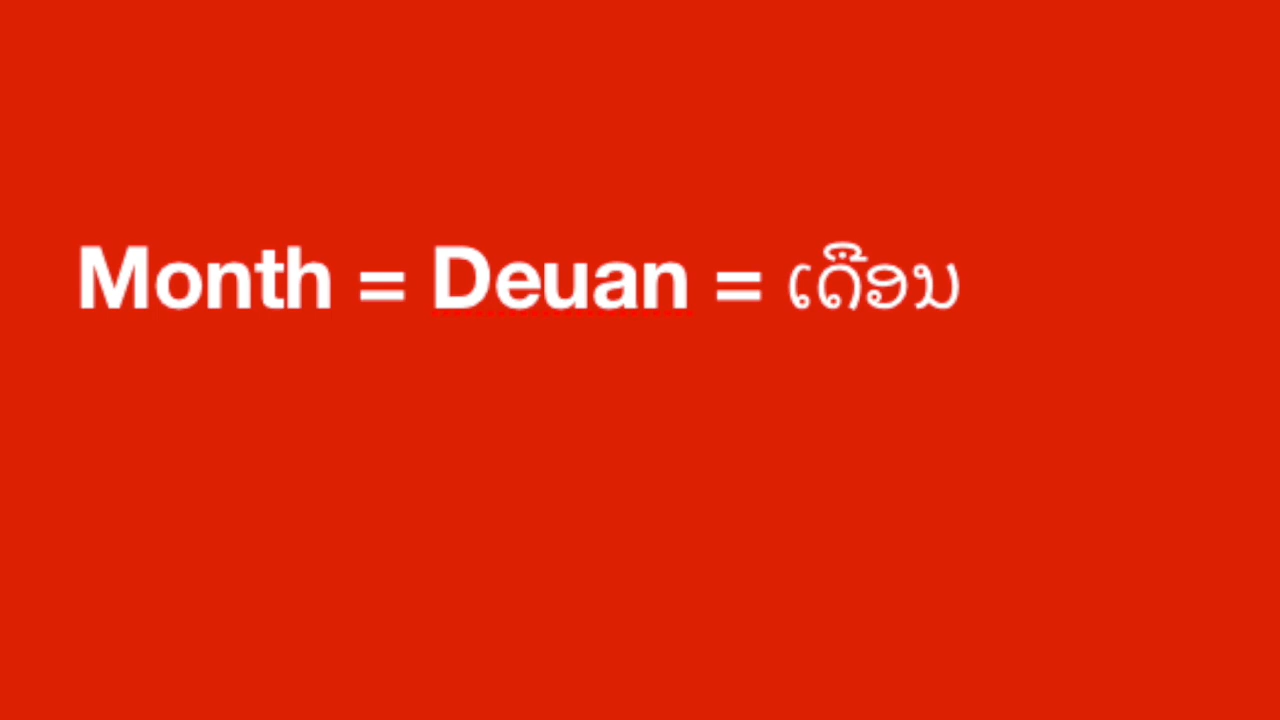 Month = Deuan = ເດືອນ